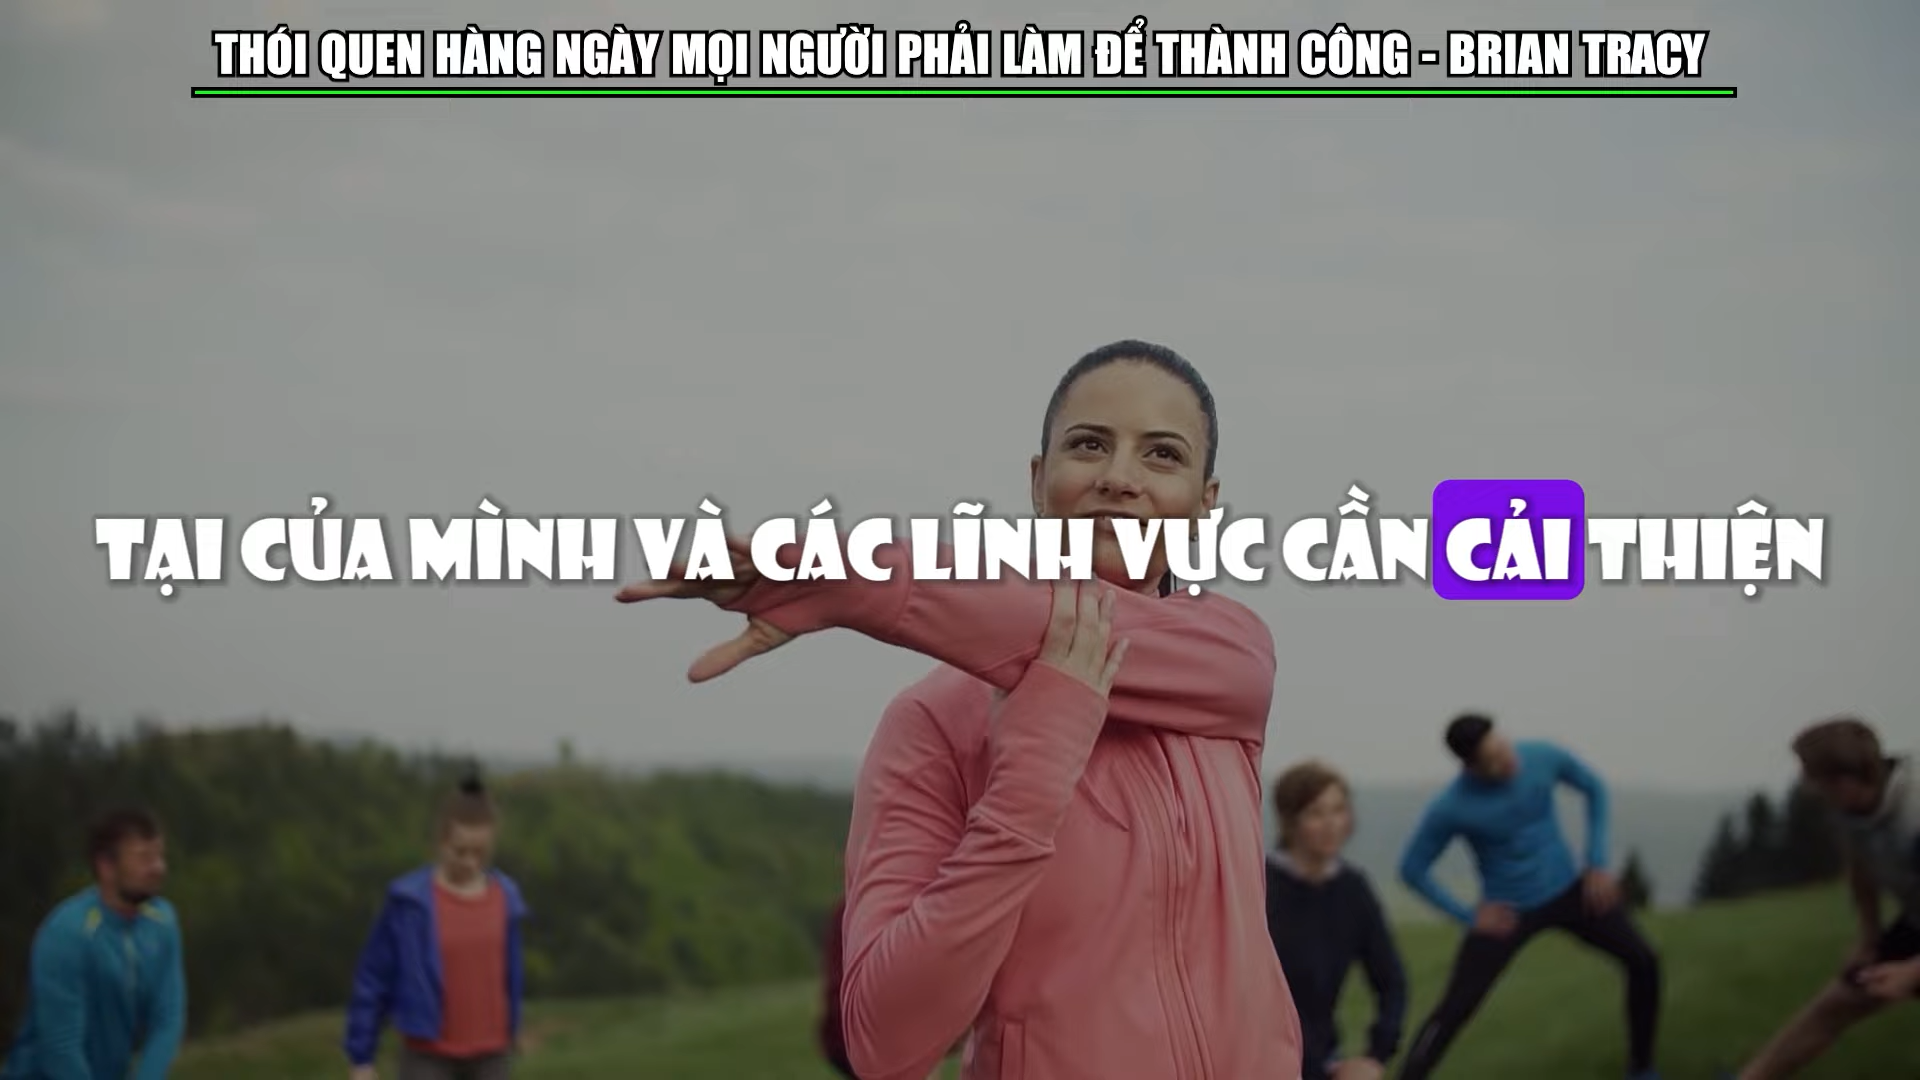 THÓI QUEN HÀNG NGÀY MỌI NGƯỜI PHẢI LÀM ĐỂ THÀNH CÔNG - BRIAN TRACY
TẠI CỦA MÌNH VÀ CÁC LĨNH VỰC CẦN CẢI THIỆN